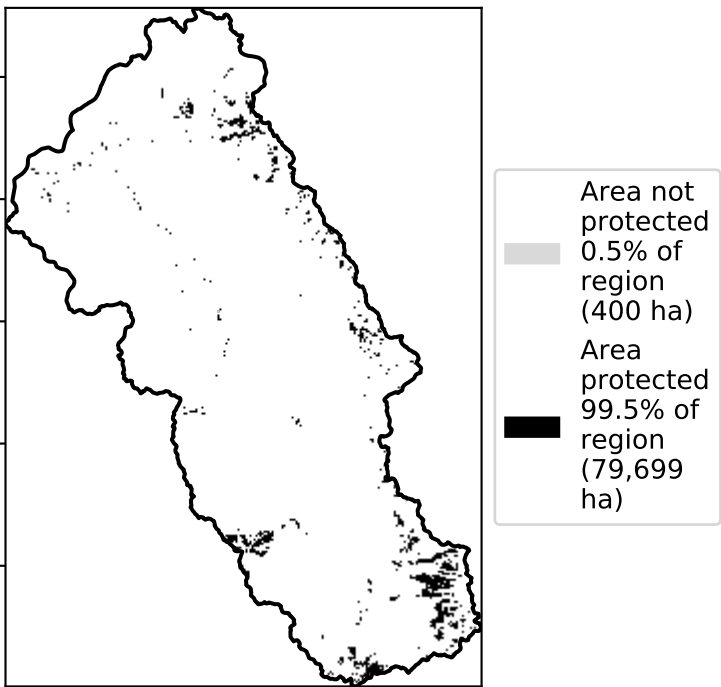 Area not
protected
0.5% of
region
(400 ha)
Area
protected
99.5% of
region
(79,699
ha)